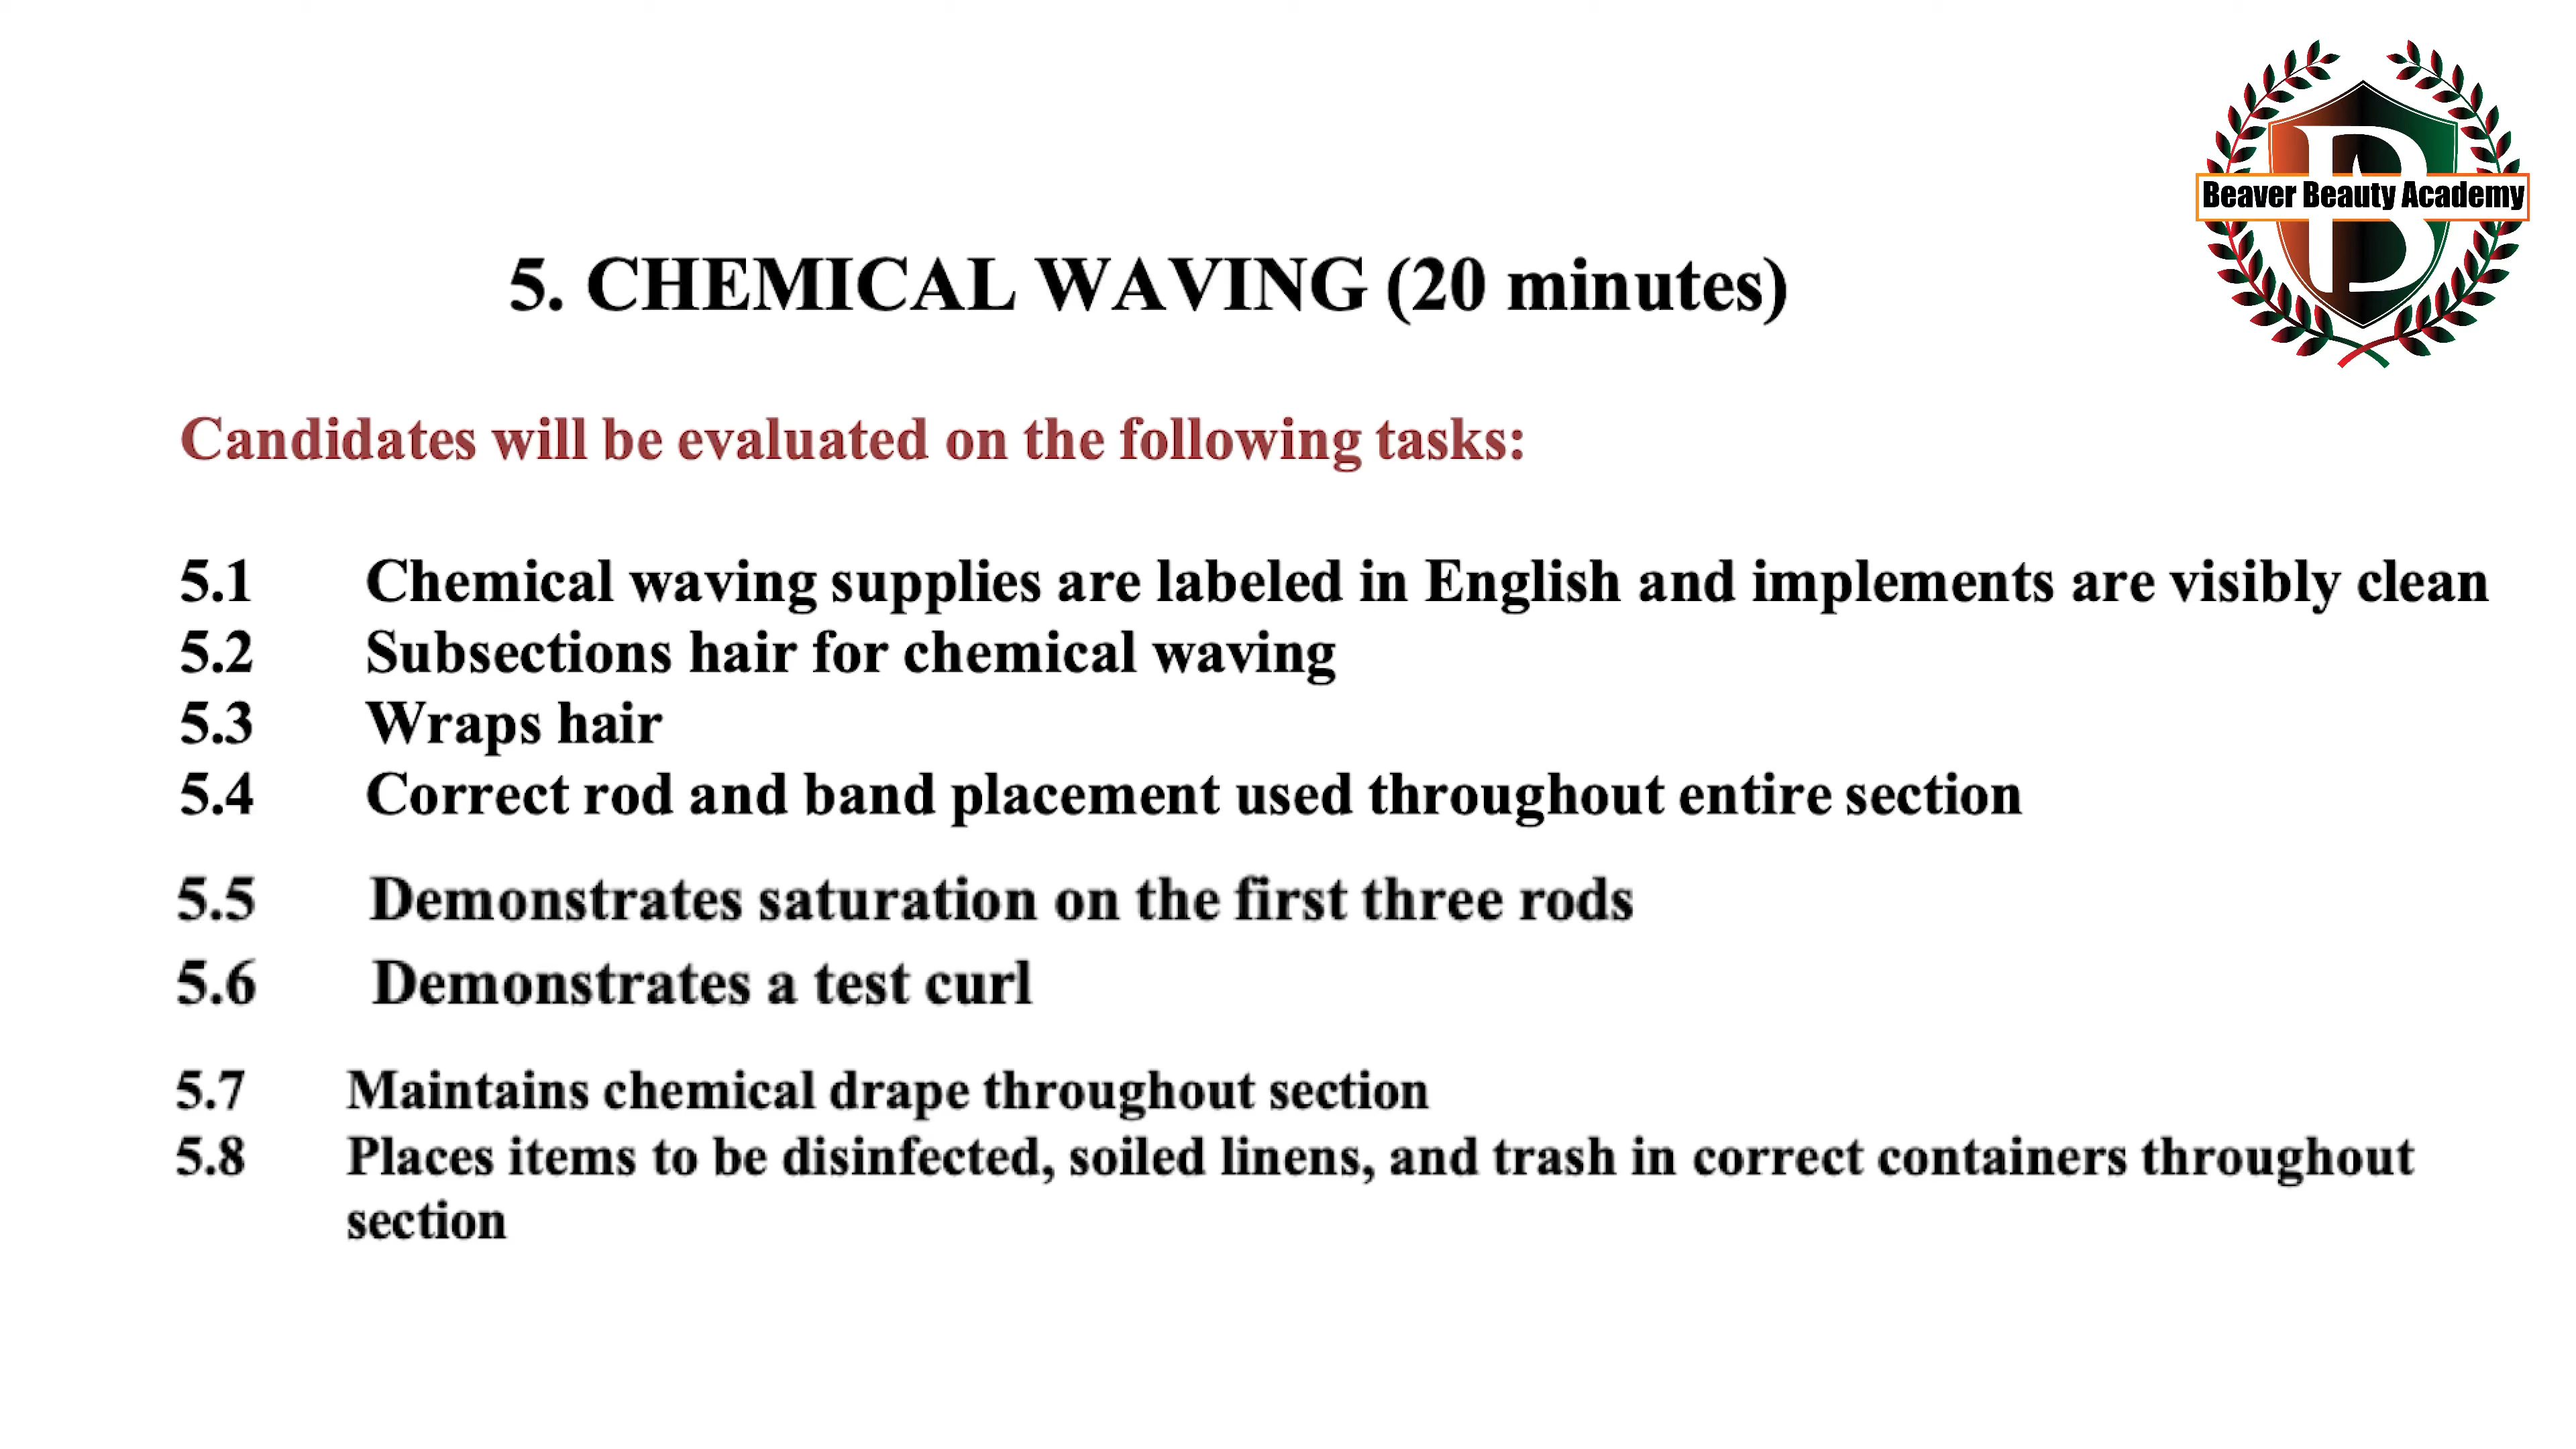 Beaver Beauty Academy
5. CHEMICAL WAVING (20 minutes)
Candidates will be evaluated on the following tasks:
5.1 Chemical waving supplies are labeled in English and implements are visibly clean
5.2 Subsections hair for chemical waving
5.3 Wraps hair
5.4 Correct rod and band placement used throughout entire section
5.5 Demonstrates saturation on the first three rods
5.6 Demonstrates a test curl
5.7 Maintains chemical drape throughout section
5.8 Places items to be disinfected, soiled linens, and trash in correct containers throughout
section